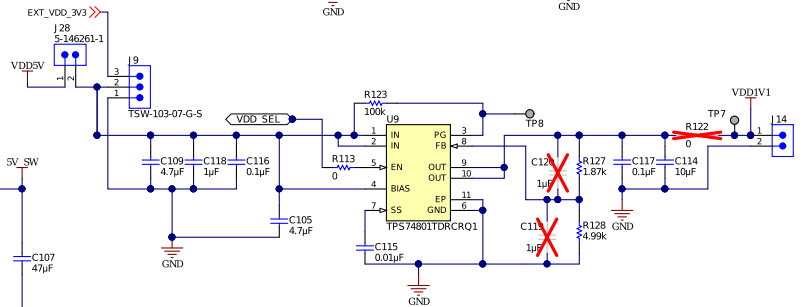 GND
GND
EXT_VDD_3V3
J28
5-146261-1
VDD5V
1
2
J9
3
2
1
TSW-103-07-G-S
VDD_SEL
R123
100k
U9
TP8
VDD1V1
TP7
J14
R122
0
1
2
1
2
5
4
7
IN
IN
EN
BIAS
SS
PG
FB
OUT
OUT
EP
GND
3
8
9
10
11
6
TPS74801TDRCRQ1
R113
0
C109
4.7µF
C118
1µF
C116
0.1µF
C120
1µF
R127
1.87k
C117
0.1µF
C114
10µF
5V_SW
C105
4.7µF
C119
1µF
R128
4.99k
GND
GND
C107
47µF
C115
0.01µF
GND